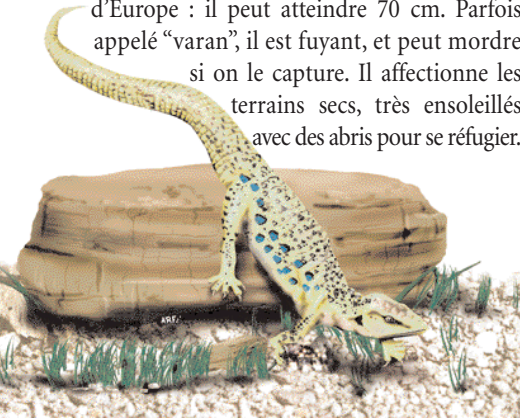 d’Europe : il peut atteindre 70 cm. Parfois
appelé “varan”, il est fuyant, et peut mordre
si on le capture. Il affectionne les
terrains secs, très ensoleillés
avec des abris pour se réfugier.